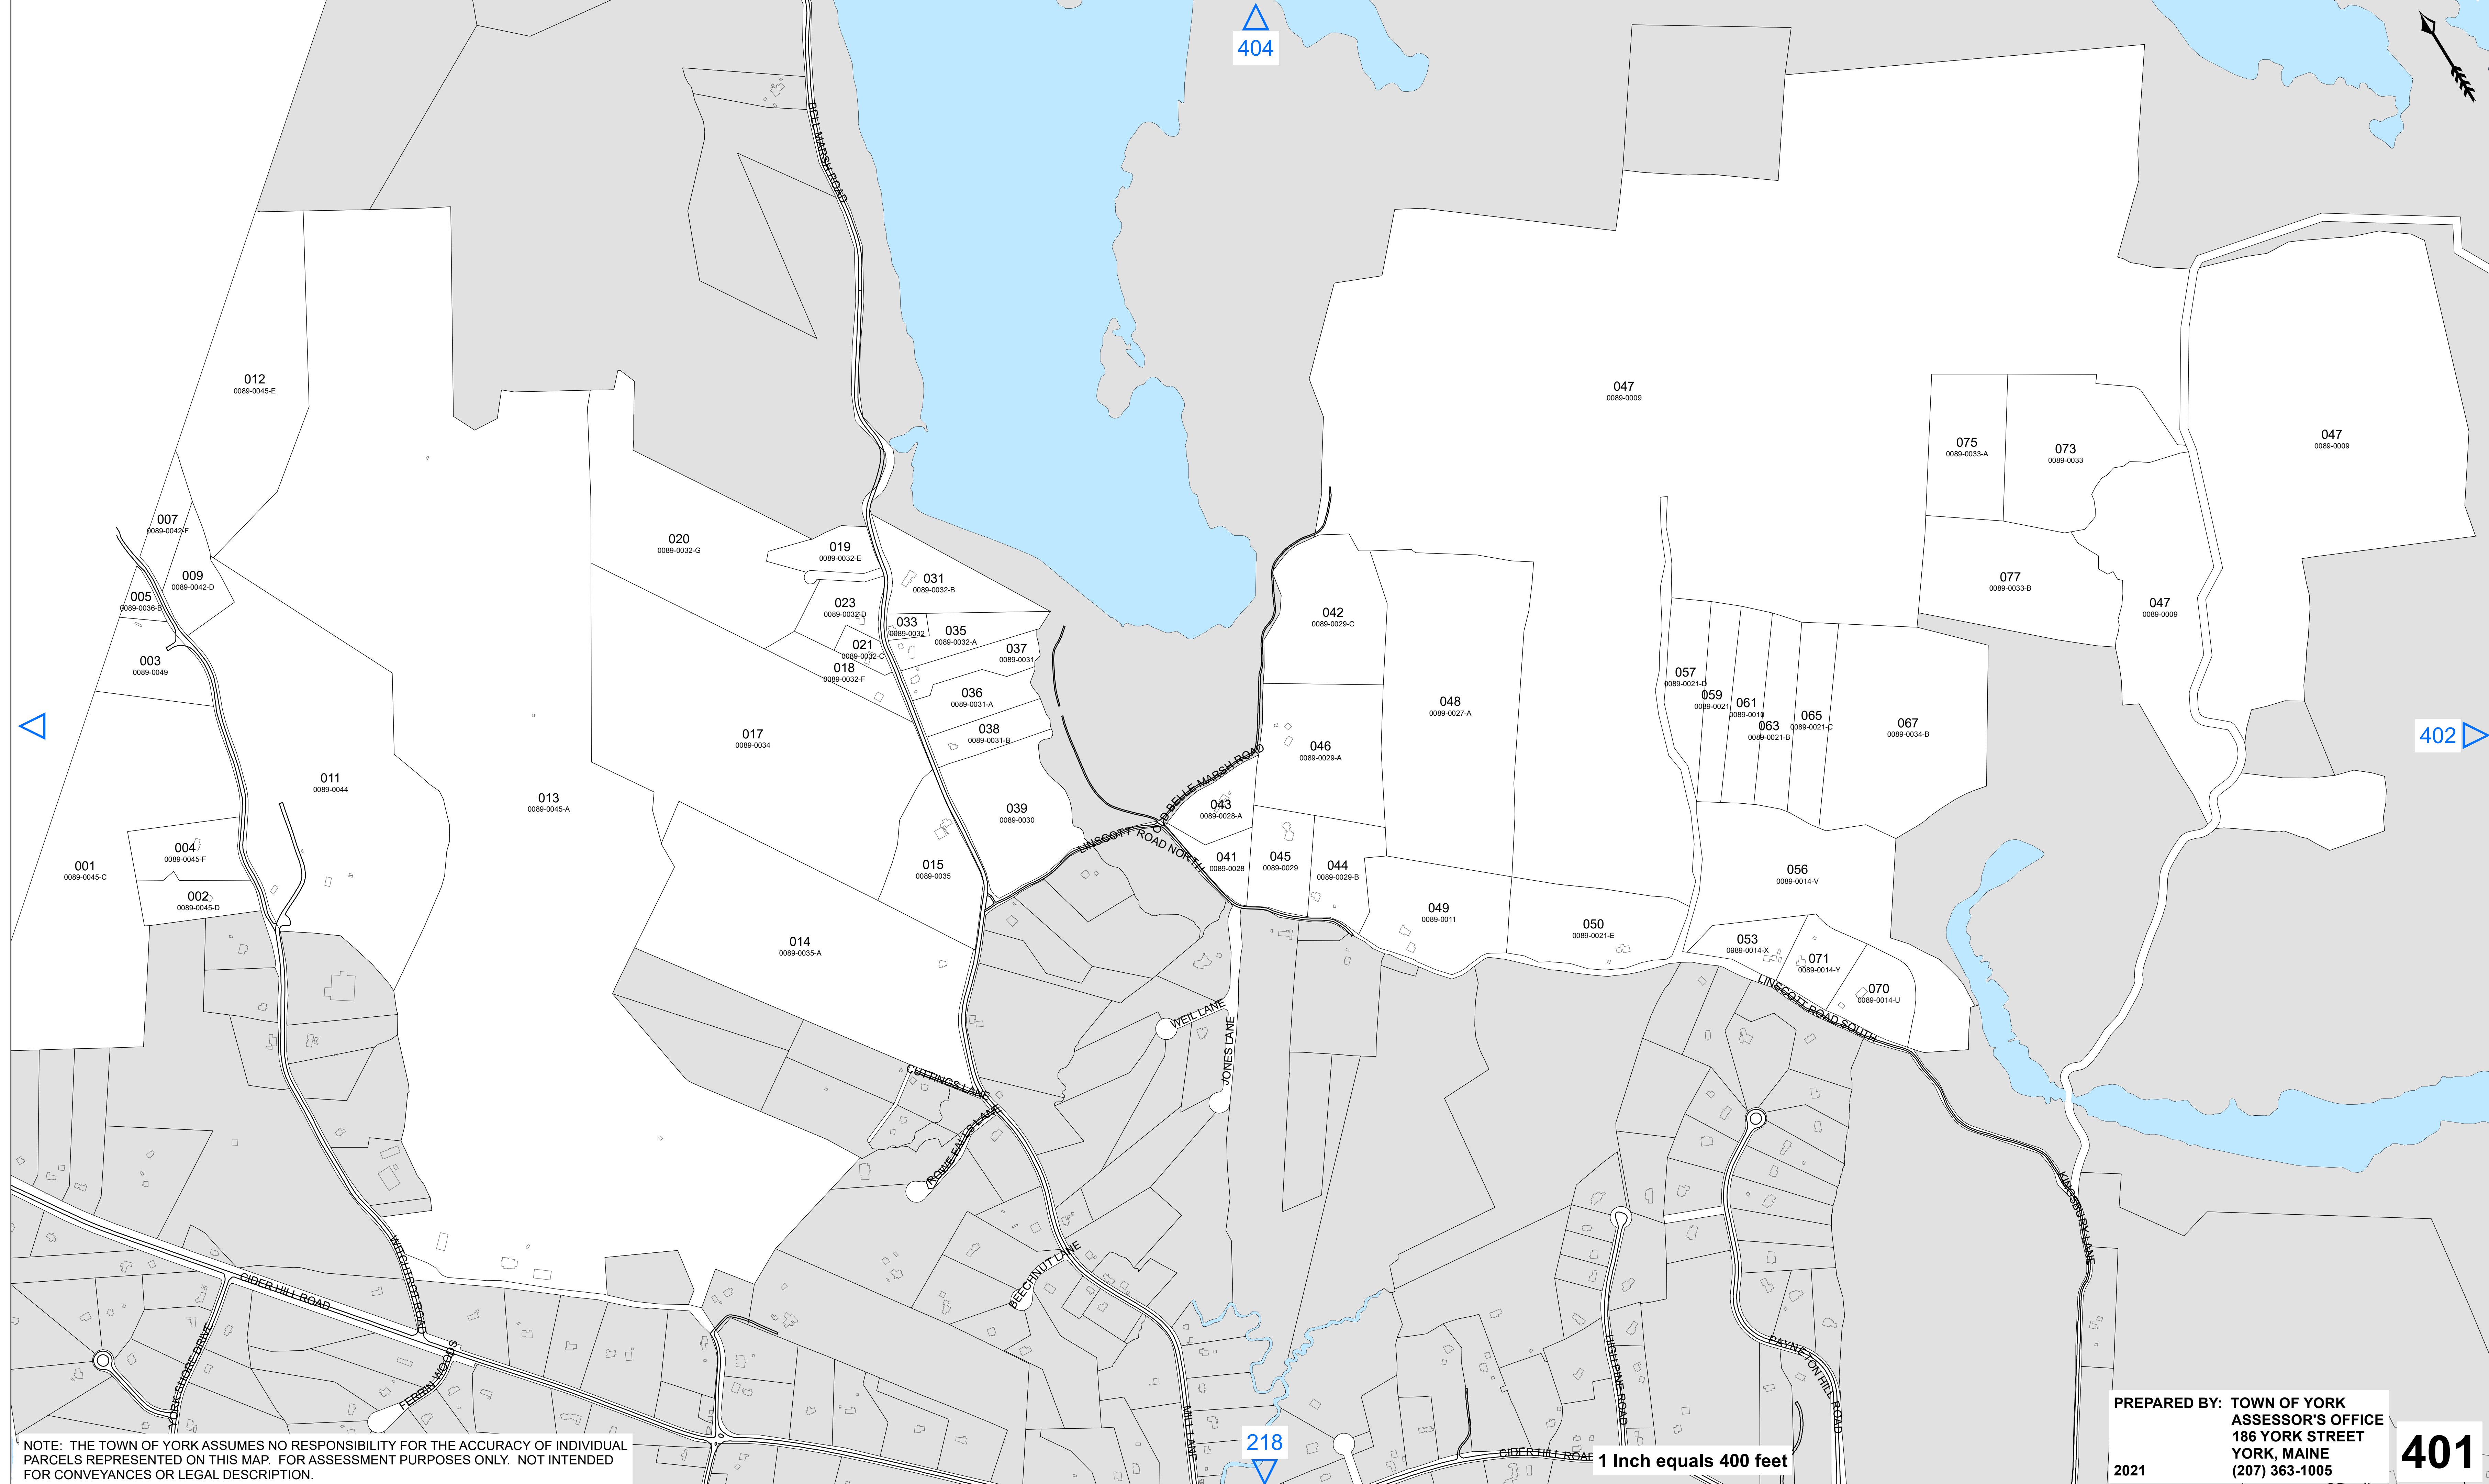 404
BELL MARSH ROAD
012
0089-0045-E
047
0089-0009
047
0089-0009
075
0089-0033-A
073
0089-0033
007
0089-0042-F
020
0089-0032-G
019
0089-0032-E
009
0089-0042-D
031
0089-0032-B
077
0089-0033-B
005
0089-0036-B
023
0089-0032-D
033
0089-0032
035
0089-0032-A
042
0089-0029-C
047
0089-0009
021
0089-0032-C
037
0089-0031
003
0089-0049
018
0089-0032-F
036
0089-0031-A
057
0089-0021-D
059
0089-0021
048
0089-0027-A
061
0089-0010
063
0089-0021-B
065
0089-0021-C
067
0089-0034-B
017
0089-0034
038
0089-0031-B
046
0089-0029-A
402
011
0089-0044
013
0089-0045-A
OLD BELLE MARSH ROAD
043
0089-0028-A
039
0089-0030
LINSCOTT ROAD NORTH
001
0089-0045-C
004
0089-0045-F
015
0089-0035
041
0089-0028
045
0089-0029
044
0089-0029-B
056
0089-0014-V
002
0089-0045-D
049
0089-0011
050
0089-0021-E
014
0089-0035-A
053
0089-0014-X
071
0089-0014-Y
070
0089-0014-U
LINSCOTT ROAD SOUTH
WEIL LANE
JONES LANE
CUTTINGS LANE
ROWE FALLS LANE
KINGSBURY LANE
BEECHNUT LANE
WITCHTROT ROAD
CIDER HILL ROAD
YORK SHORE DRIVE
FERRIN WOODS
HIGH PINE ROAD
PAYNETON HILL ROAD
MILL LANE
218
CIDER HILL ROAD
1 Inch equals 400 feet
NOTE: THE TOWN OF YORK ASSUMES NO RESPONSIBILITY FOR THE ACCURACY OF INDIVIDUAL
PARCELS REPRESENTED ON THIS MAP. FOR ASSESSMENT PURPOSES ONLY. NOT INTENDED
FOR CONVEYANCES OR LEGAL DESCRIPTION.
PREPARED BY: TOWN OF YORK
ASSESSOR'S OFFICE
186 YORK STREET
YORK, MAINE
2021 (207) 363-1005
401